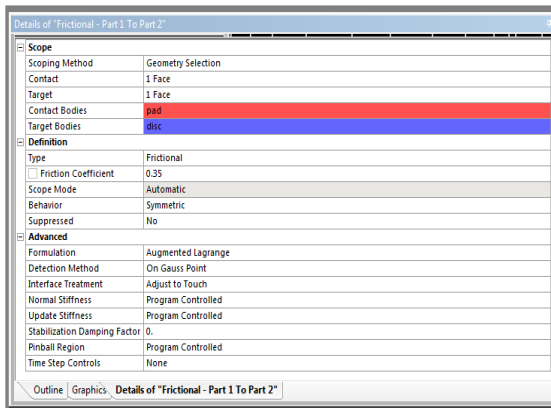 Details of "Frictional - Part 1 To Part 2"
Scope
Scoping Method Geometry Selection
Contact 1 Face
Target 1 Face
Contact Bodies pad
Target Bodies disc
Definition
Type Frictional
Friction Coefficient 0.35
Scope Mode Automatic
Behavior Symmetric
Suppressed No
Advanced
Formulation Augmented Lagrange
Detection Method On Gauss Point
Interface Treatment Adjust to Touch
Normal Stiffness Program Controlled
Update Stiffness Program Controlled
Stabilization Damping Factor 0.
Pinball Region Program Controlled
Time Step Controls None
Outline Graphics Details of "Frictional - Part 1 To Part 2"